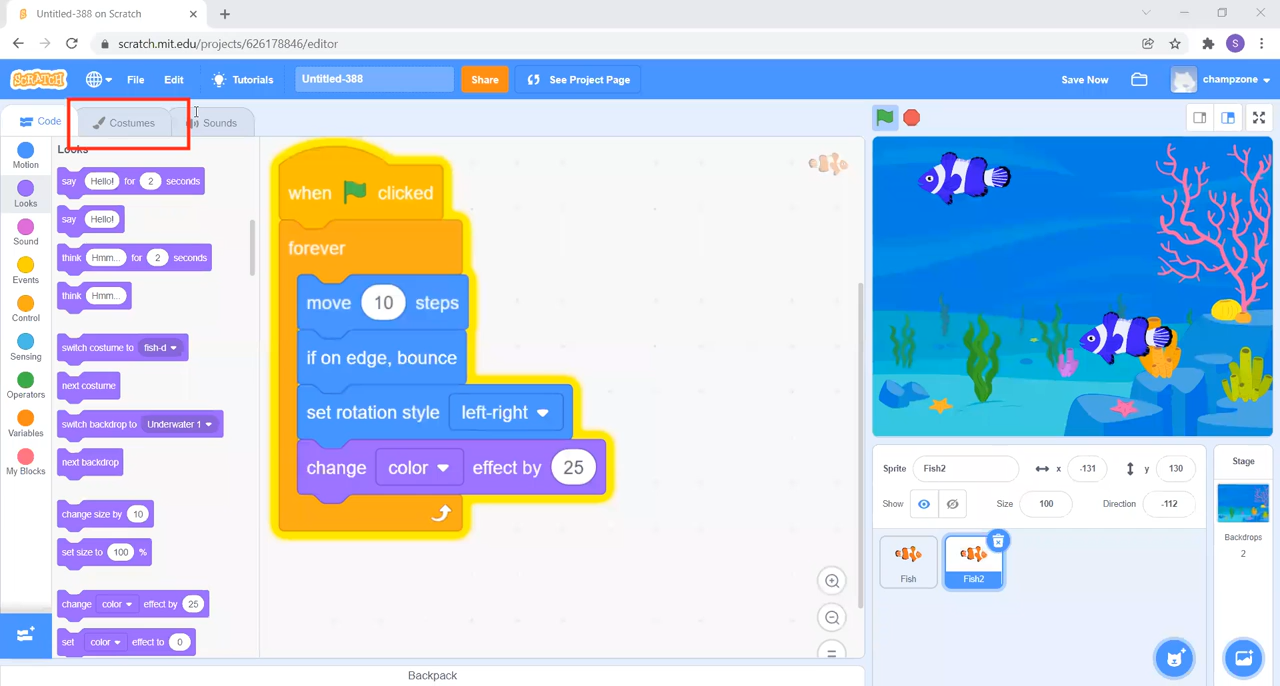 Untitled-388 on Scratch
scratch.mit.edu/projects/626178846/editor
S
SCRATCH
File
Edit
Tutorials
Untitled-388
Share
See Project Page
Save Now
champzone
Code
Costumes
Sounds
Motion
Looks
Sound
Events
Control
Sensing
Operators
Variables
My Blocks
Looks
say Hello! for 2 seconds
say Hello!
think Hmm... for 2 seconds
think Hmm...
switch costume to fish-d
next costume
switch backdrop to Underwater 1
next backdrop
change size by 10
set size to 100 %
change color effect by 25
set color effect to 0
when clicked
forever
move 10 steps
if on edge, bounce
set rotation style left-right
change color effect by 25
Backpack
Sprite Fish2 x -131 y 130
Show Size 100 Direction -112
Fish
Fish2
Stage
Backdrops
2